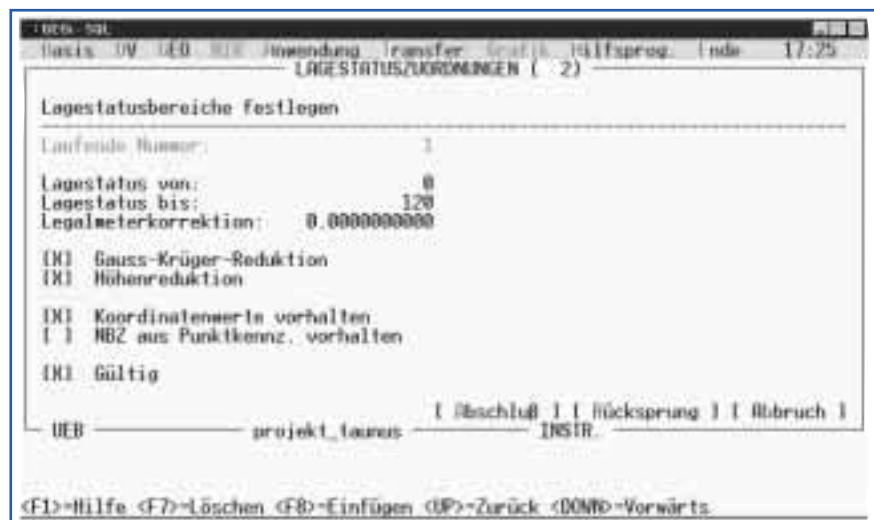 Basis DV UEB Anwendung Transfer Grafik Hilfsprog. Ende 17:25
LAGESTATUSZUORDNUNGEN ( 2)
Lagestatusbereiche festlegen
Laufende Nummer: 1
Lagestatus von: 0
Lagestatus bis: 120
Legalmeterkorrektion: 0.0000000000
[X] Gauss-Krüger-Reduktion
[X] Höhenreduktion
[X] Koordinatenwerte vorhalten
[ ] NBZ aus Punktkennz. vorhalten
[X] Gültig
[ Abschluß ] [ Rücksprung ] [ Abbruch ]
UEB projekt_taunus INSTR.
<F1>=Hilfe <F7>=Löschen <F8>=Einfügen <UP>=Zurück <DOWN>=Vorwärts